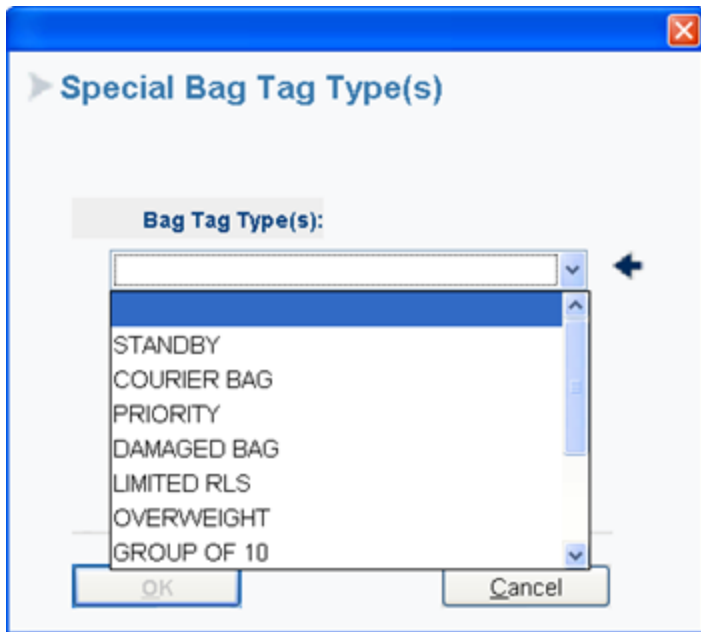 Special Bag Tag Type(s)
Bag Tag Type(s):
STANDBY
COURIER BAG
PRIORITY
DAMAGED BAG
LIMITED RLS
OVERWEIGHT
GROUP OF 10
OK
Cancel